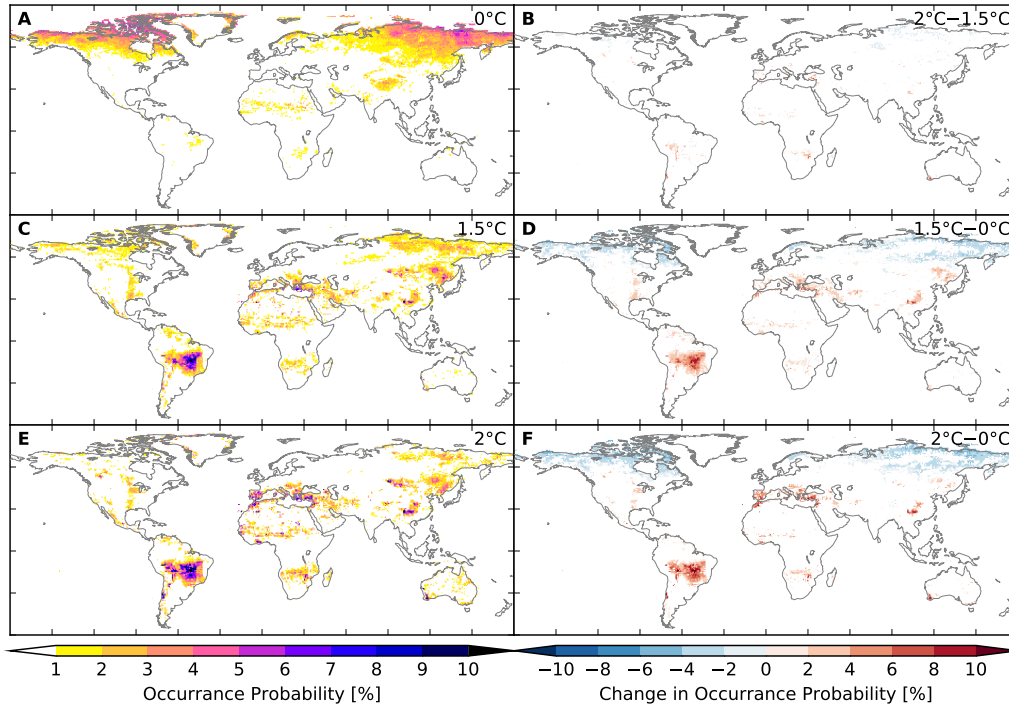 A 0°C
B 2°C−1.5°C
C 1.5°C
D 1.5°C−0°C
E 2°C
F 2°C−0°C
1 2 3 4 5 6 7 8 9 10
−10 −8 −6 −4 −2 0 2 4 6 8 10
Occurrance Probability [%]
Change in Occurrance Probability [%]